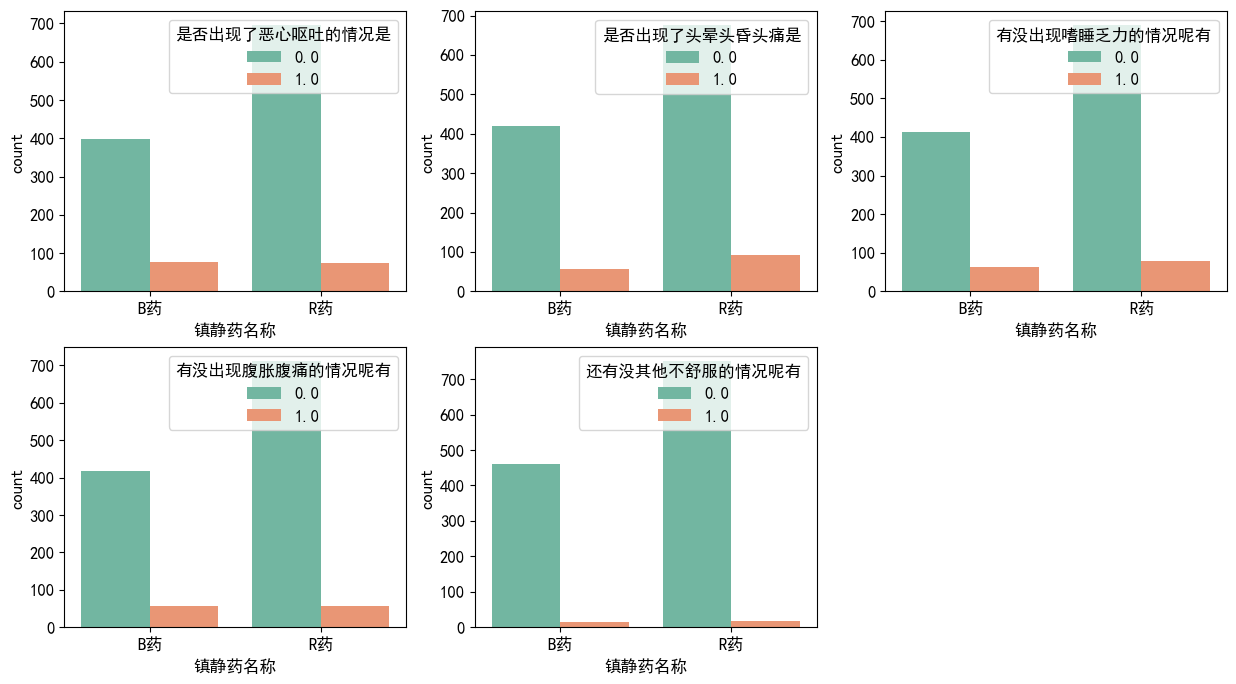 是否出现了恶心呕吐的情况是
0.0
1.0
700
600
500
400
300
200
100
0
count
B药
R药
镇静药名称
是否出现了头晕头昏头痛是
0.0
1.0
700
600
500
400
300
200
100
0
count
B药
R药
镇静药名称
有没出现嗜睡乏力的情况呢有
0.0
1.0
700
600
500
400
300
200
100
0
count
B药
R药
镇静药名称
有没出现腹胀腹痛的情况呢有
0.0
1.0
700
600
500
400
300
200
100
0
count
B药
R药
镇静药名称
还有没其他不舒服的情况呢有
0.0
1.0
700
600
500
400
300
200
100
0
count
B药
R药
镇静药名称